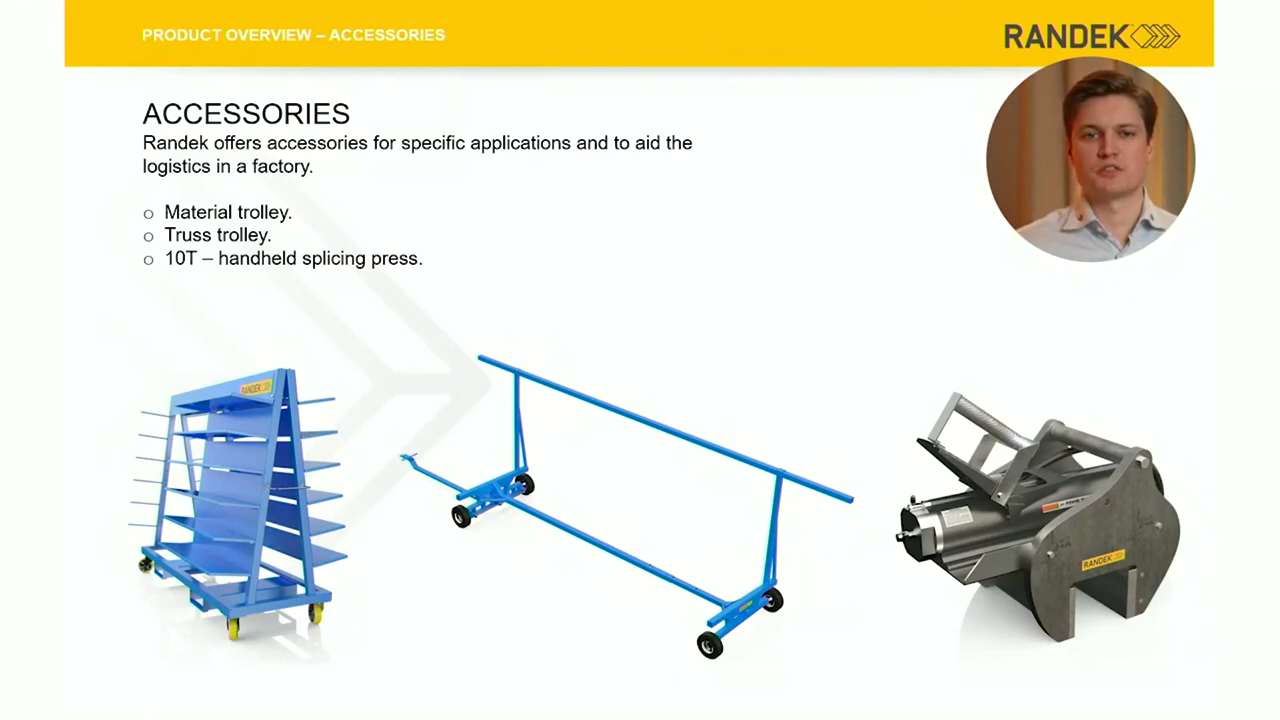 PRODUCT OVERVIEW – ACCESSORIES
RANDEK
ACCESSORIES
Randek offers accessories for specific applications and to aid the
logistics in a factory.
o Material trolley.
o Truss trolley.
o 10T – handheld splicing press.
RANDEK
RANDEK